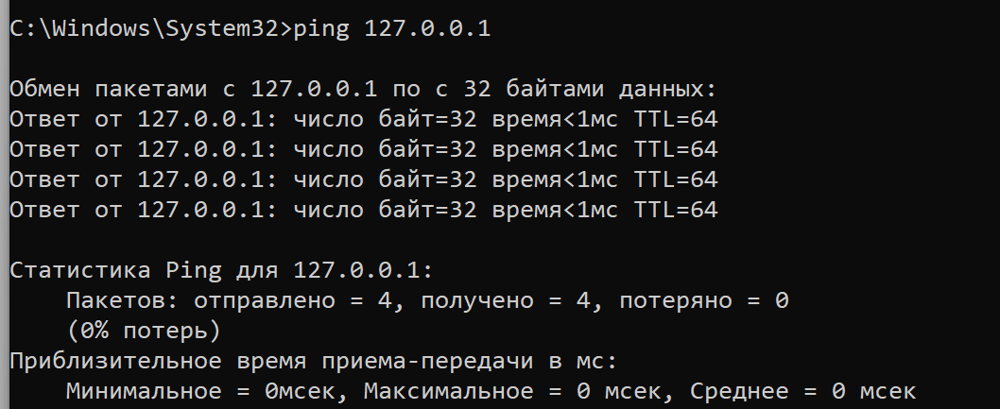 C:\Windows\System32>ping 127.0.0.1
Обмен пакетами с 127.0.0.1 по с 32 байтами данных:
Ответ от 127.0.0.1: число байт=32 время<1мс TTL=64
Ответ от 127.0.0.1: число байт=32 время<1мс TTL=64
Ответ от 127.0.0.1: число байт=32 время<1мс TTL=64
Ответ от 127.0.0.1: число байт=32 время<1мс TTL=64
Статистика Ping для 127.0.0.1:
Пакетов: отправлено = 4, получено = 4, потеряно = 0
(0% потерь)
Приблизительное время приема-передачи в мс:
Минимальное = 0мсек, Максимальное = 0 мсек, Среднее = 0 мсек